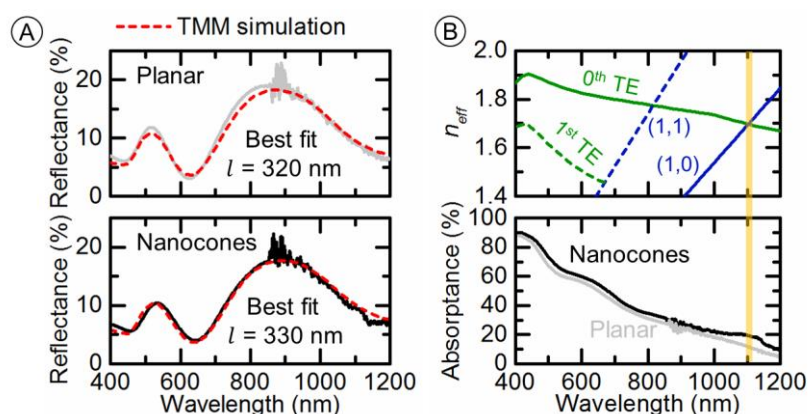 A
TMM simulation
Reflectance (%)
20
10
0
Planar
Best fit
l = 320 nm
Reflectance (%)
20
10
0
Nanocones
Best fit
l = 330 nm
400 600 800 1000 1200
Wavelength (nm)
B
n_eff
2.0
1.8
1.6
1.4
0th TE
1st TE
(1,1)
(1,0)
Absorptance (%)
100
80
60
40
20
0
Nanocones
Planar
400 600 800 1000 1200
Wavelength (nm)